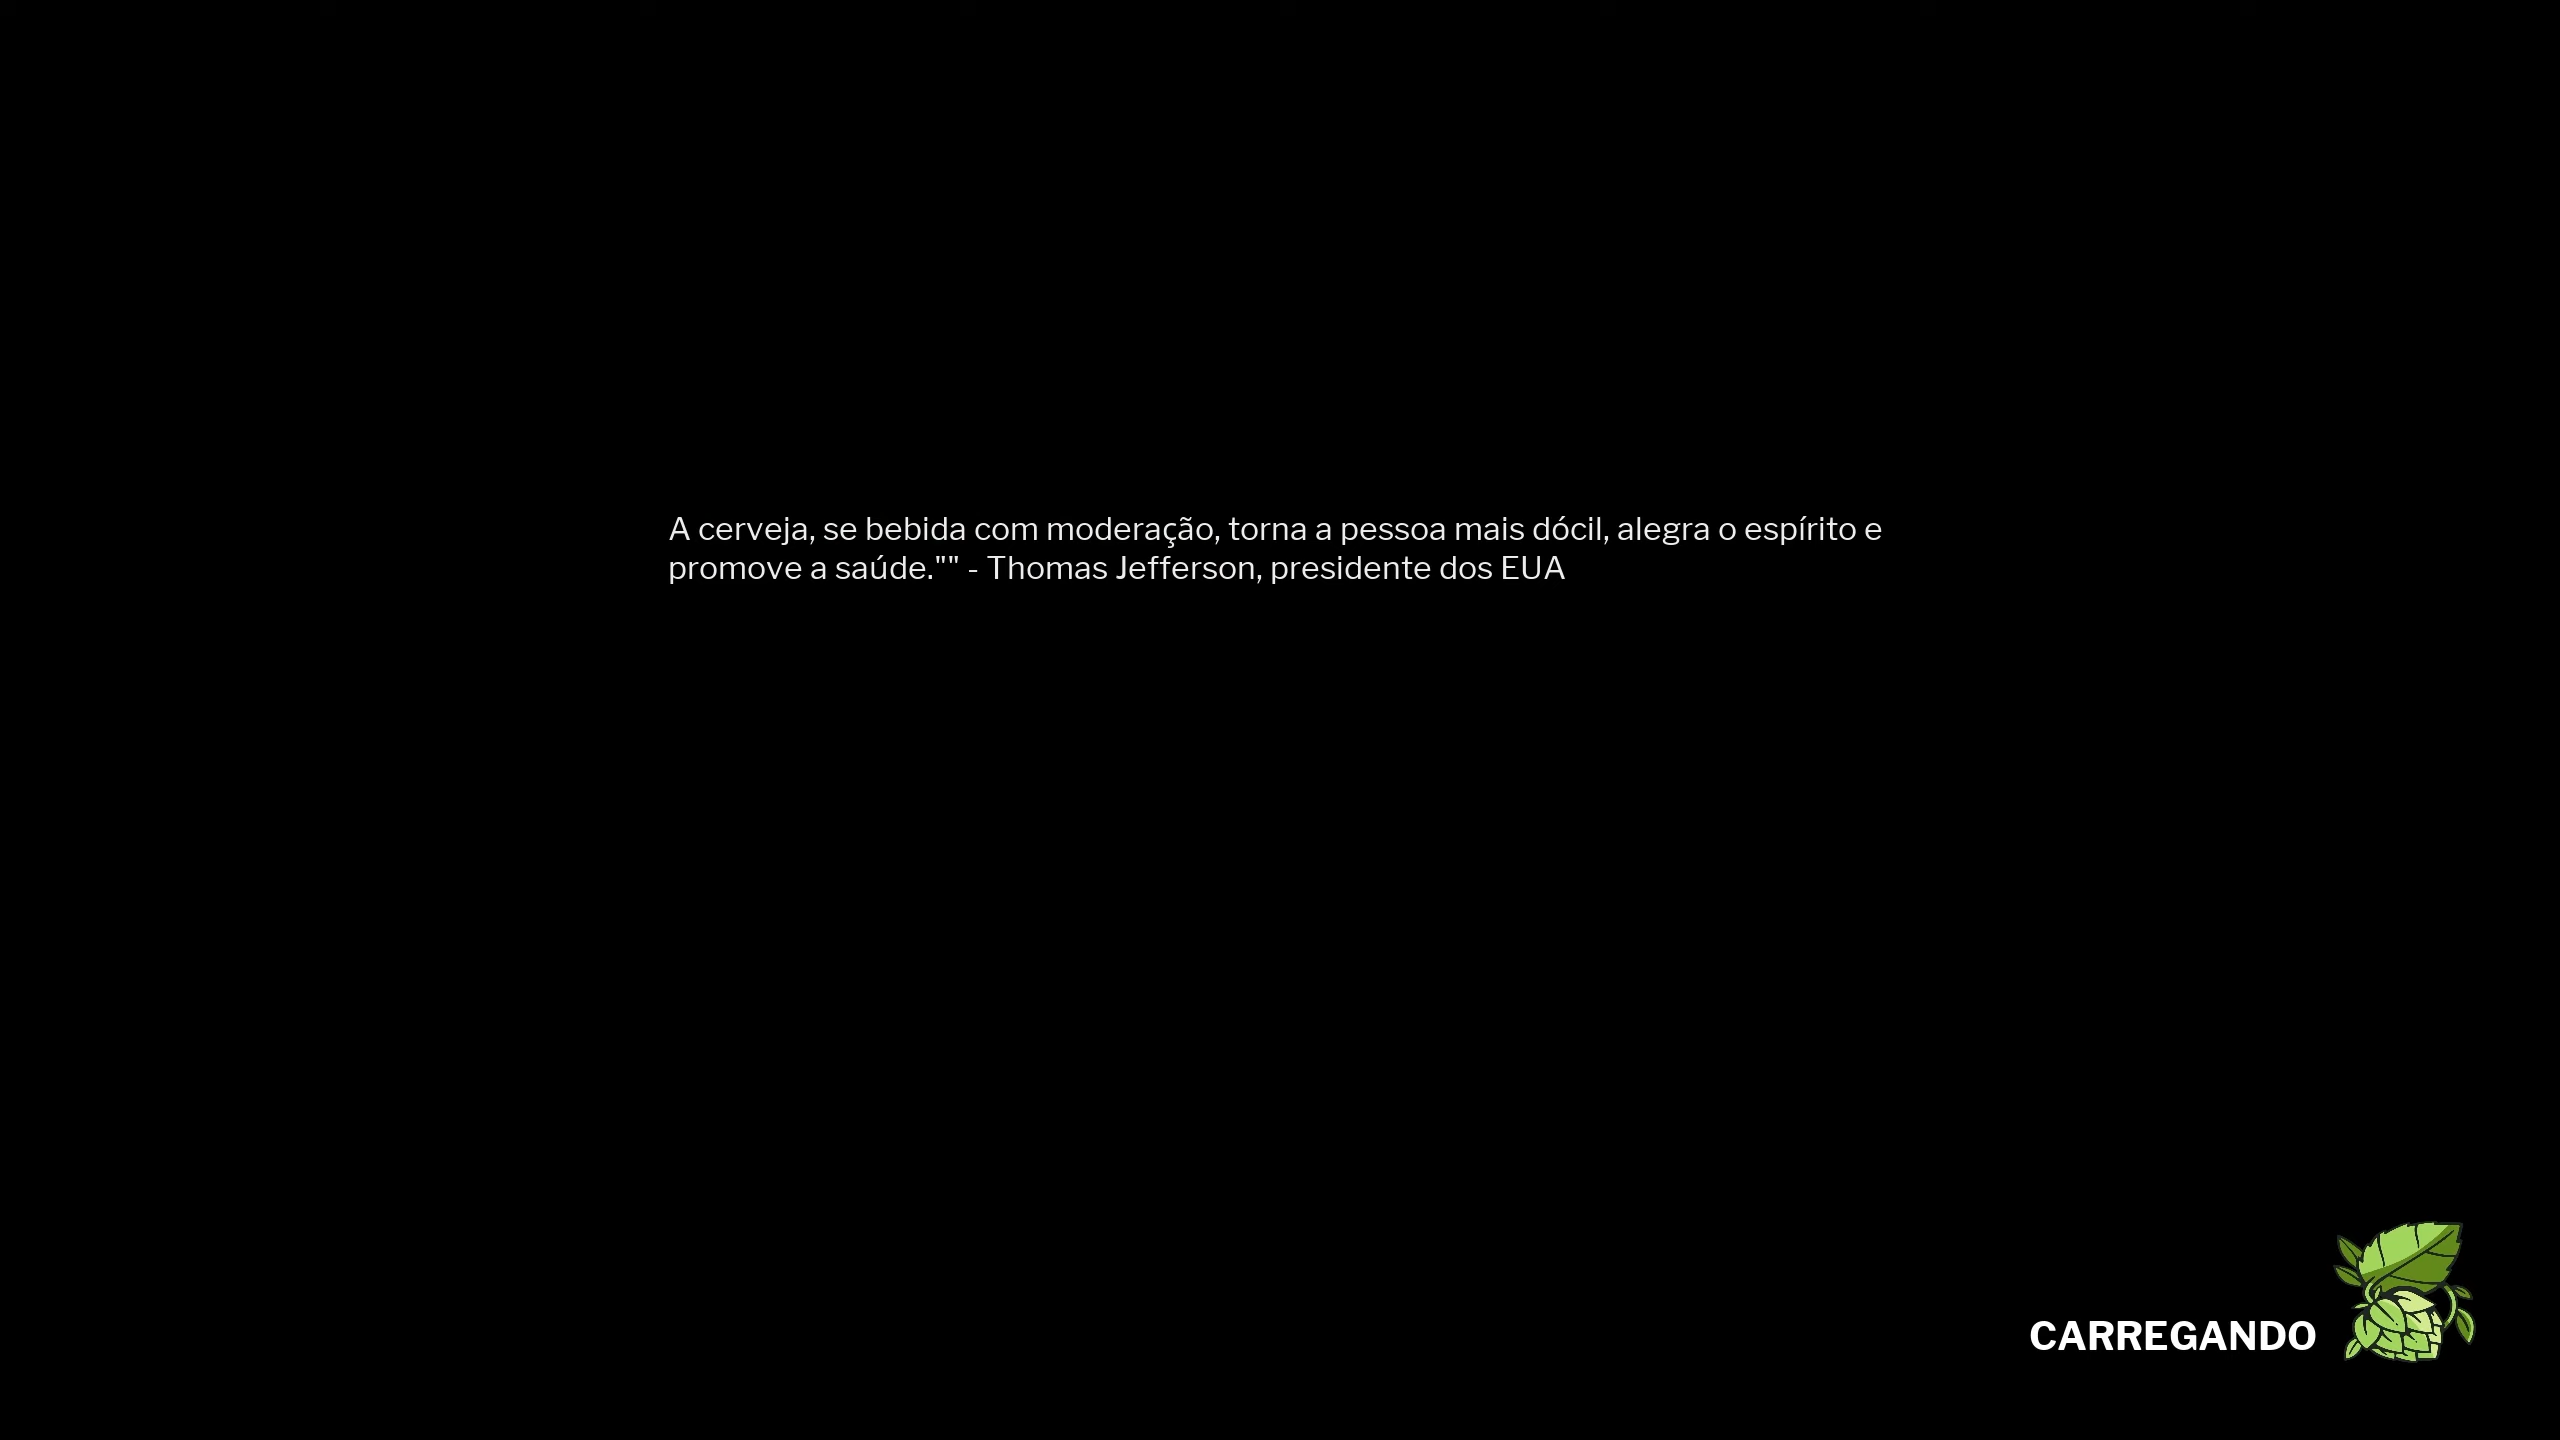 A cerveja, se bebida com moderação, torna a pessoa mais dócil, alegra o espírito e
promove a saúde."" - Thomas Jefferson, presidente dos EUA
CARREGANDO